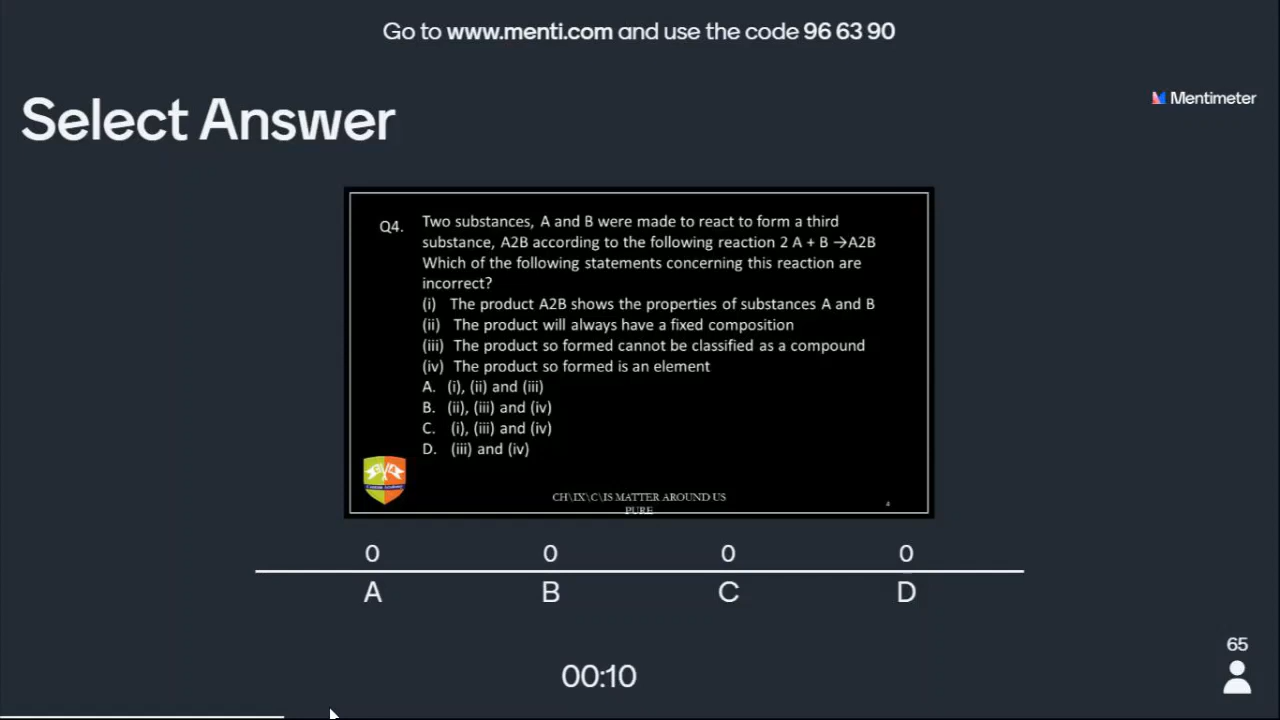 Go to www.menti.com and use the code 96 63 90
Select Answer
Mentimeter
Q4. Two substances, A and B were made to react to form a third
substance, A2B according to the following reaction 2 A + B →A2B
Which of the following statements concerning this reaction are
incorrect?
(i) The product A2B shows the properties of substances A and B
(ii) The product will always have a fixed composition
(iii) The product so formed cannot be classified as a compound
(iv) The product so formed is an element
A. (i), (ii) and (iii)
B. (ii), (iii) and (iv)
C. (i), (iii) and (iv)
D. (iii) and (iv)
CH\IX\C\IS MATTER AROUND US
PURE
4
0 0 0 0
A B C D
65
00:10